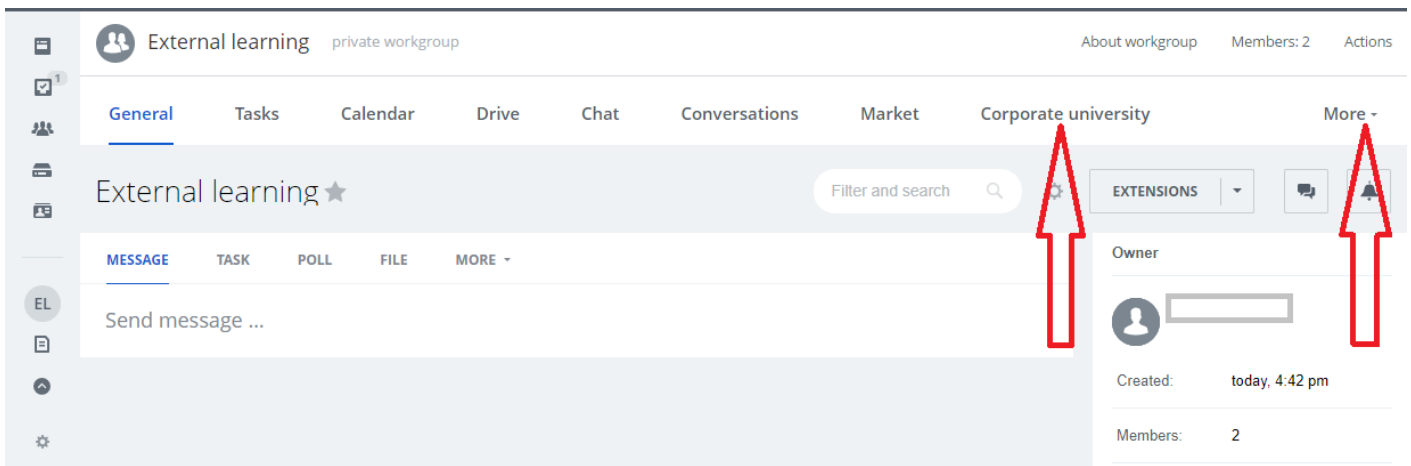 External learning private workgroup About workgroup Members: 2 Actions
1
General Tasks Calendar Drive Chat Conversations Market Corporate university More
External learning Filter and search EXTENSIONS
MESSAGE TASK POLL FILE MORE
Owner
EL
Send message ...
Created: today, 4:42 pm
Members: 2